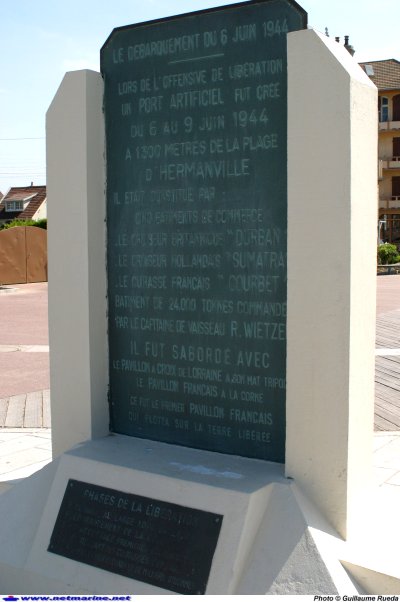 LE DEBARQUEMENT DU 6 JUIN 1944
LORS DE L'OFFENSIVE DE LIBERATION
UN PORT ARTIFICIEL FUT CREE
DU 6 AU 9 JUIN 1944
A 1300 METRES DE LA PLAGE
D'HERMANVILLE
IL ETAIT CONSTITUE PAR :
CINQ BATIMENTS DE COMMERCE
LE CROISEUR BRITANNIQUE "DURBAN"
LE CROISEUR HOLLANDAIS "SUMATRA"
LE CUIRASSE FRANCAIS "COURBET"
BATIMENT DE 24.000 TONNES COMMANDE
PAR LE CAPITAINE DE VAISSEAU R. WIETZE
IL FUT SABORDE AVEC
LE PAVILLON A CROIX DE LORRAINE A SON MAT TRIPODE
LE PAVILLON FRANCAIS A LA CORNE
CE FUT LE PREMIER PAVILLON FRANCAIS
QUI FLOTTA SUR LA TERRE LIBEREE
PHASES DE LA LIBERATION
www.netmarine.net
Photo © Guillaume Rueda